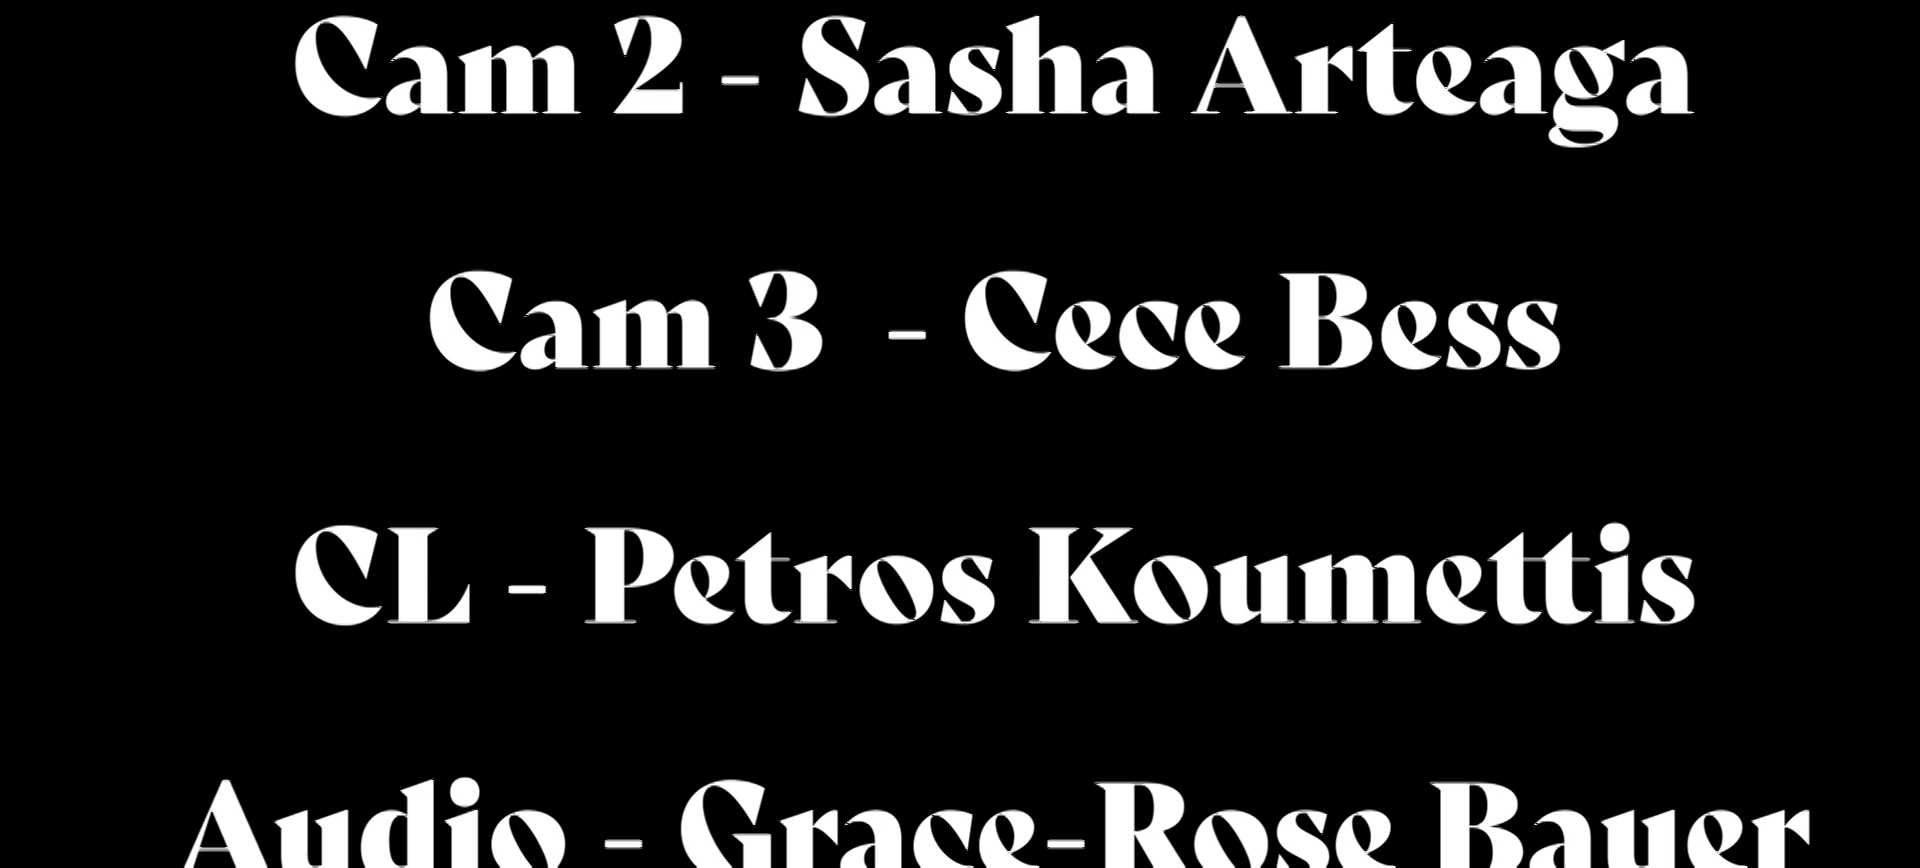 Cam 2 - Sasha Arteaga
Cam 3 - Cece Bess
CL - Petros Koumettis
Audio - Grace-Rose Bauer